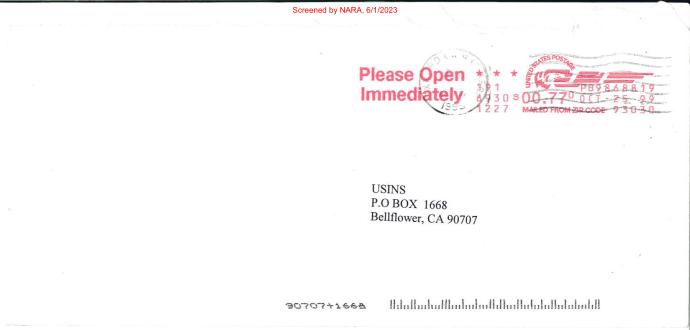 Screened by NARA, 6/1/2023
Please Open
Immediately
UNITED STATES POSTAGE
PB9868819
6930 $00.770 OCT 25 99
1227 MAILED FROM ZIP CODE 93030
USINS
P.O BOX 1668
Bellflower, CA 90707
90707+1668